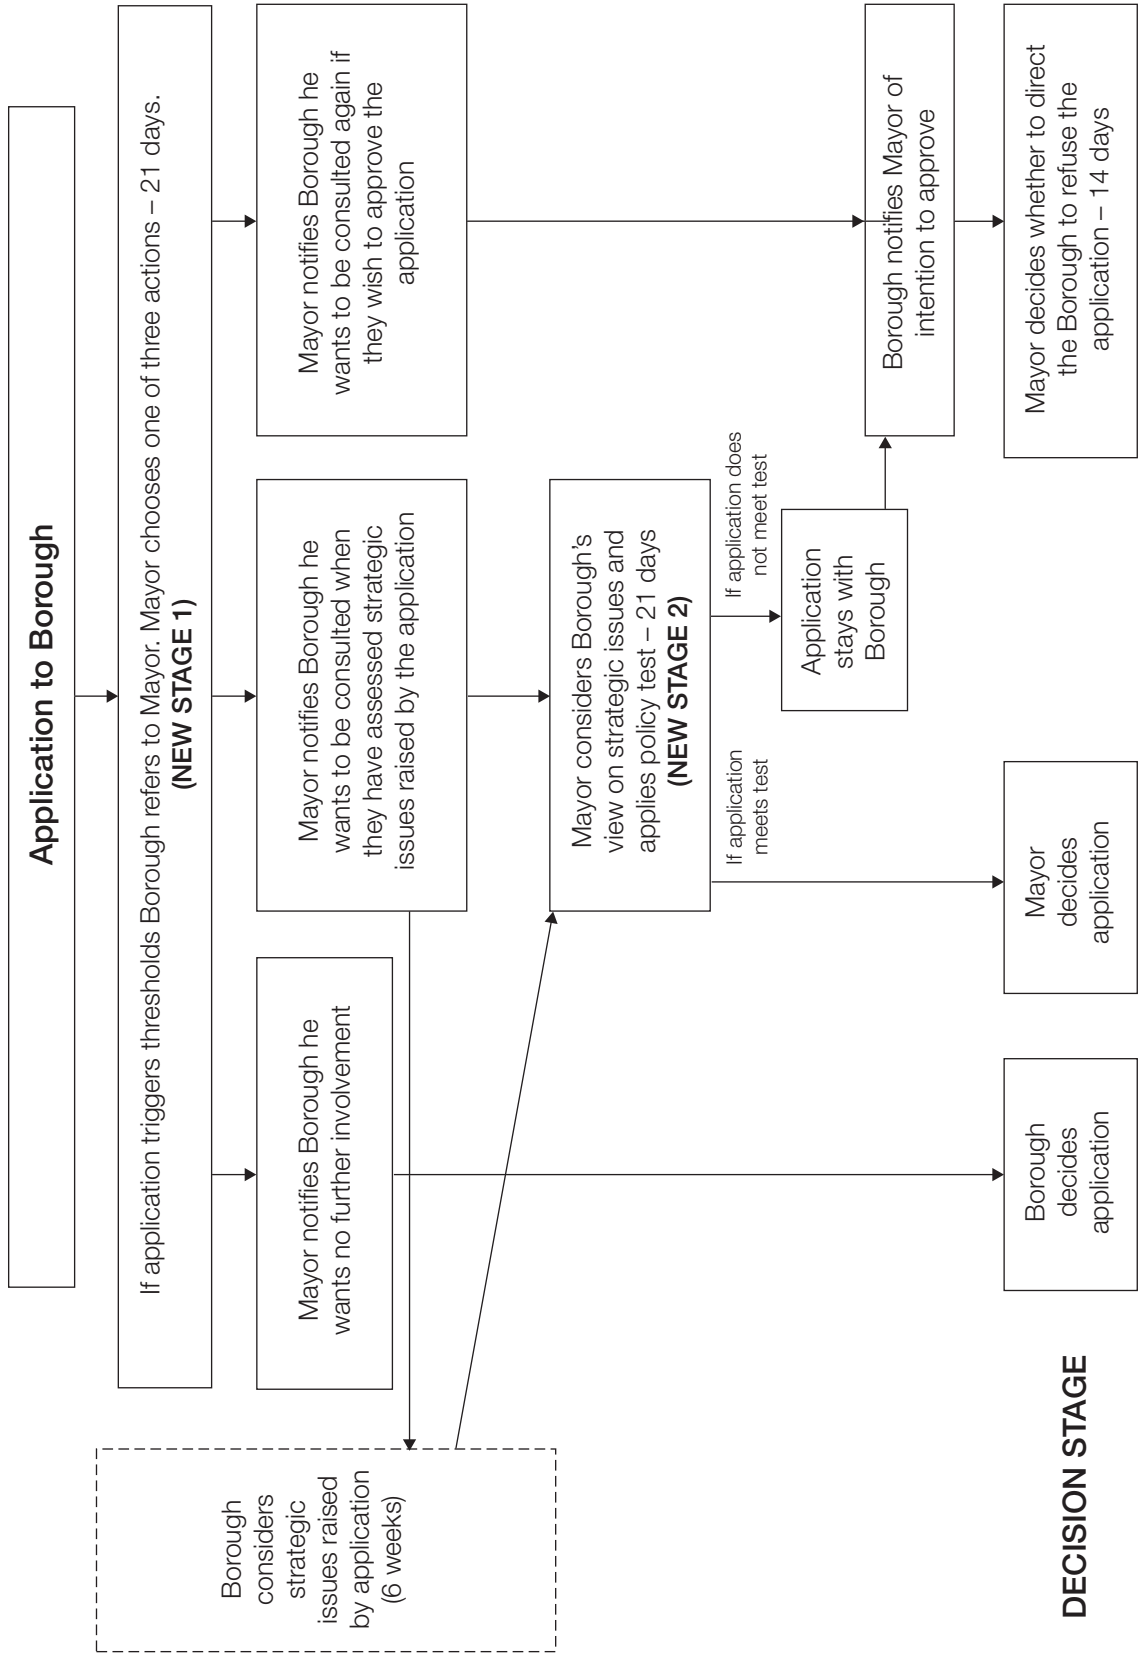 Application to Borough
If application triggers thresholds Borough refers to Mayor. Mayor chooses one of three actions – 21 days.
(NEW STAGE 1)
Mayor notifies Borough he
wants no further involvement
Mayor notifies Borough he
wants to be consulted when
they have assessed strategic
issues raised by the application
Mayor notifies Borough he
wants to be consulted again if
they wish to approve the
application
Borough
considers
strategic
issues raised
by application
(6 weeks)
Mayor considers Borough's
view on strategic issues and
applies policy test – 21 days
(NEW STAGE 2)
If application
meets test
If application does
not meet test
Application
stays with
Borough
Borough notifies Mayor of
intention to approve
DECISION STAGE
Borough
decides
application
Mayor
decides
application
Mayor decides whether to direct
the Borough to refuse the
application – 14 days